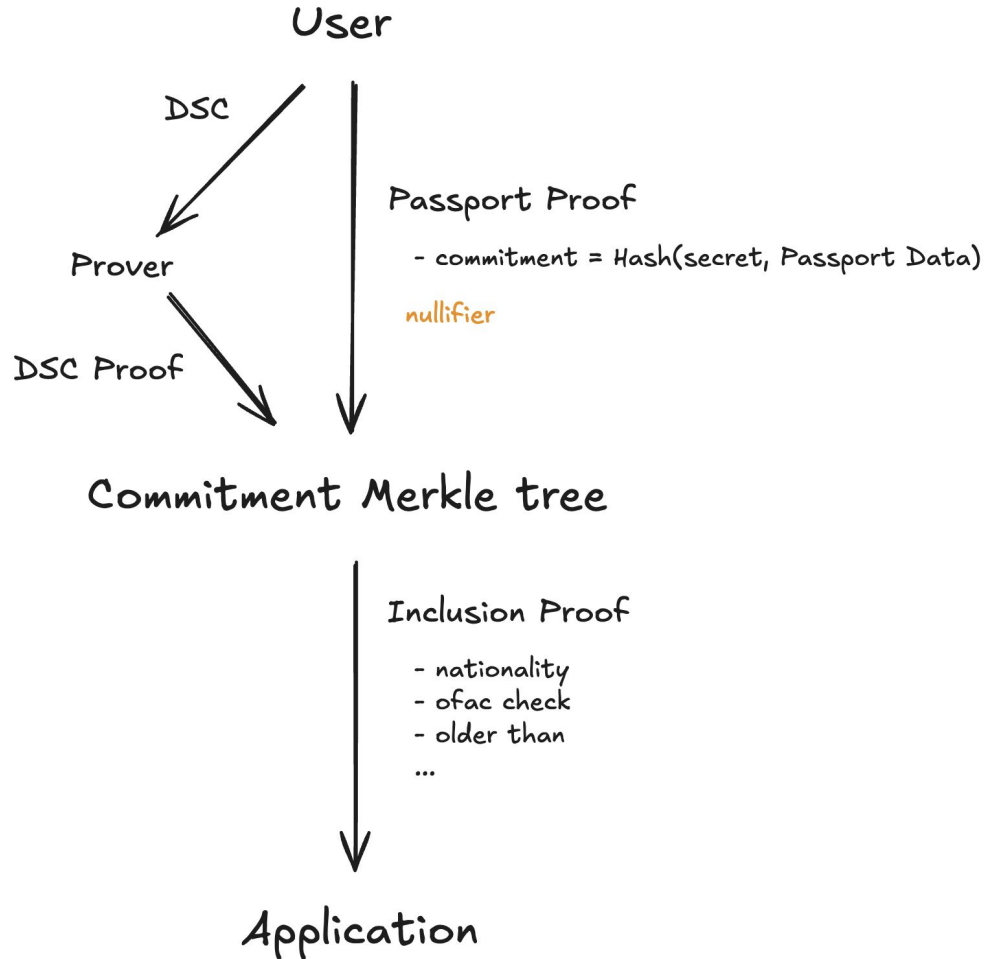 User
DSC
Passport Proof
- commitment = Hash(secret, Passport Data)
Prover
nullifier
DSC Proof
Commitment Merkle tree
Inclusion Proof
- nationality
- ofac check
- older than
...
Application